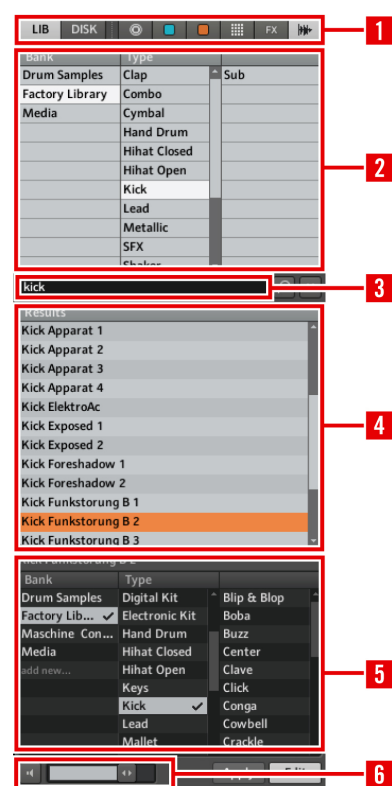 LIB DISK FX 1
Bank Type
Drum Samples Clap Sub
Factory Library Combo
Media Cymbal
Hand Drum
Hihat Closed
Hihat Open
Kick
2
Lead
Metallic
SFX
Shaker
kick 3
Results
Kick Apparat 1
Kick Apparat 2
Kick Apparat 3
Kick Apparat 4
Kick ElektroAc
4
Kick Exposed 1
Kick Exposed 2
Kick Foreshadow 1
Kick Foreshadow 2
Kick Funkstorung B 1
Kick Funkstorung B 2
Kick Funkstorung B 3
Kick Funkstorung B 2
Bank Type
Drum Samples Digital Kit Blip & Blop
Factory Lib... Electronic Kit Boba
Maschine Con... Hand Drum Buzz
Media Hihat Closed Center
add new... Hihat Open Clave
5
Keys Click
Kick Conga
Lead Cowbell
Mallet Crackle
Apply Edit
6